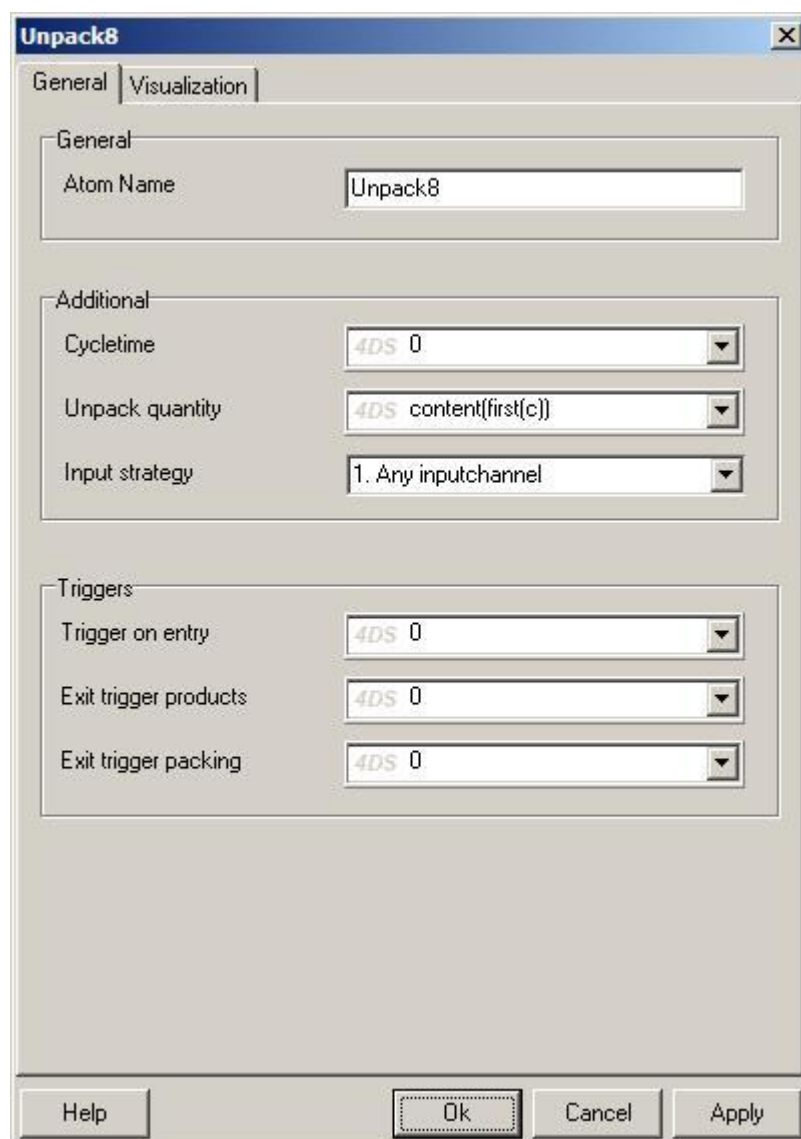 Unpack8
General Visualization
General
Atom Name Unpack8
Additional
Cycletime 4DS 0
Unpack quantity 4DS content(first(c))
Input strategy 1. Any inputchannel
Triggers
Trigger on entry 4DS 0
Exit trigger products 4DS 0
Exit trigger packing 4DS 0
Help Ok Cancel Apply